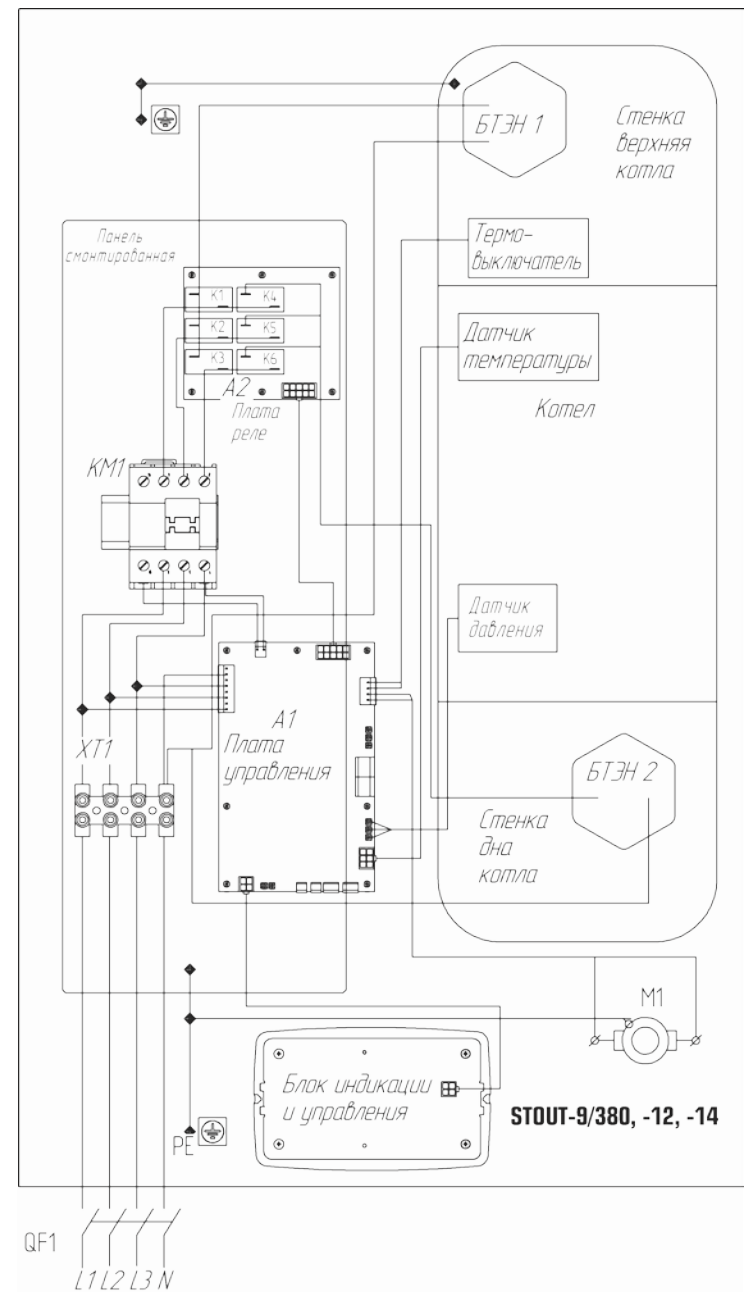 БТЭН 1
Стенка
верхняя
котла
Термо-
выключатель
Панель
смонтированная
K1
K4
K2
K5
K3
K6
A2
Плата
реле
Датчик
температуры
Котел
KM1
Датчик
давления
A1
Плата
управления
XT1
БТЭН 2
Стенка
дна
котла
M1
Блок индикации
и управления
STOUT-9/380, -12, -14
PE
QF1
L1 L2 L3 N